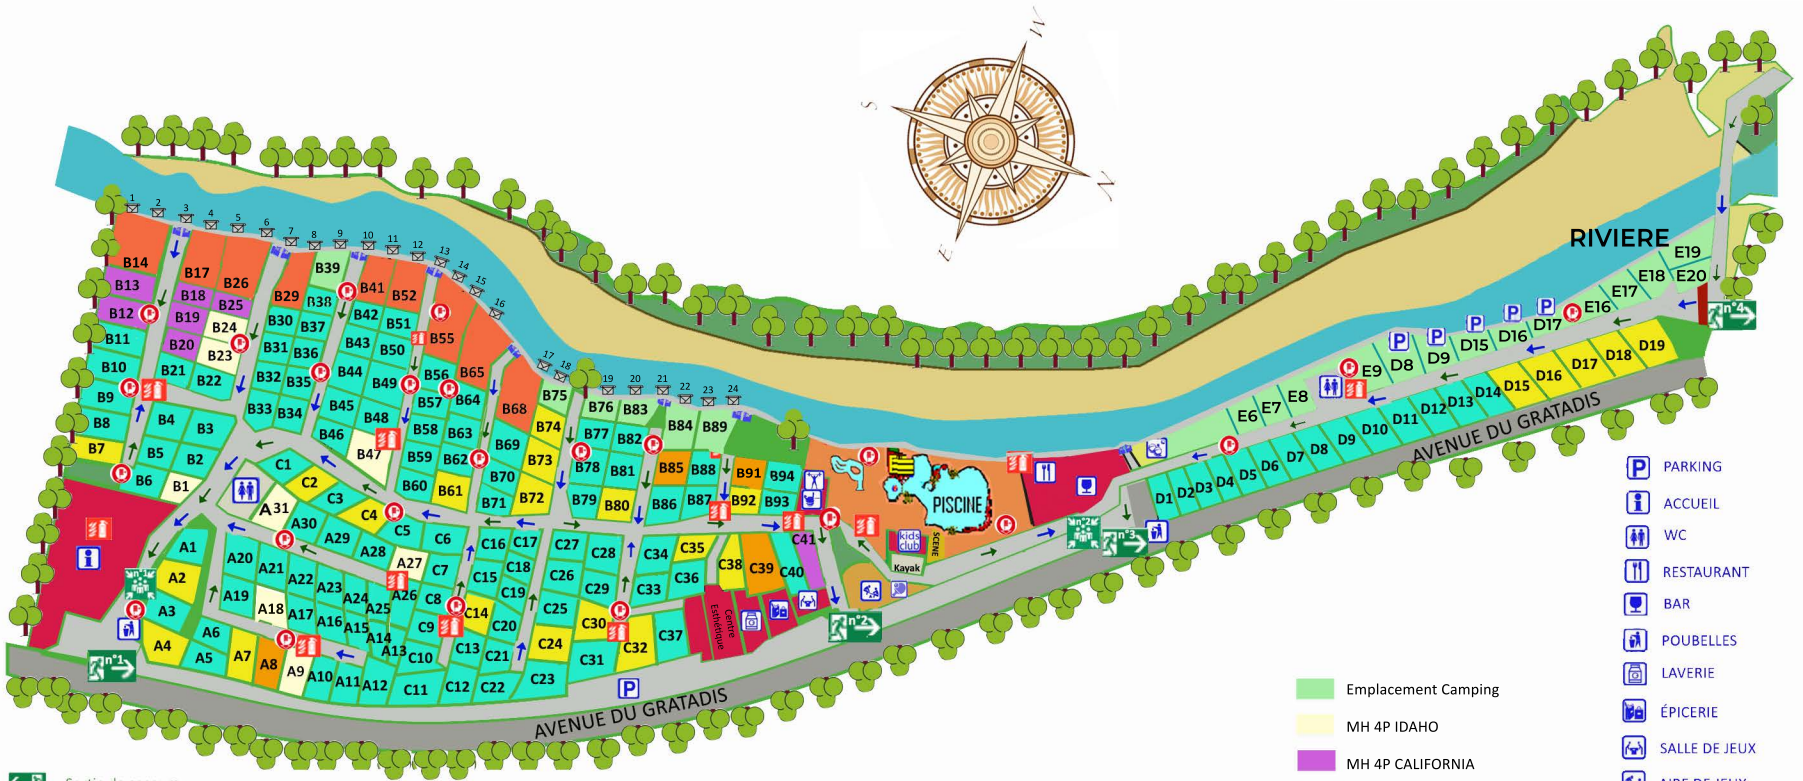 W
S
N
E
RIVIERE
1
2
3
4
5
6
7
8
9
10
11
12
13
14
15
16
17
18
19
20
21
22
23
24
B14
B13
B12
B11
B10
B9
B8
B7
B6
B17
B18
B19
B20
B21
B22
B23
B24
B25
B26
B4
B3
B5
B2
B1
B29
B30
B31
B32
B33
B34
B35
B36
B37
B38
B39
B41
B42
B43
B44
B45
B46
B47
B48
B49
B50
B51
B52
B55
B56
B57
B58
B59
B60
B61
B62
B63
B64
B65
B68
B69
B70
B71
B72
B73
B74
B75
B76
B77
B78
B79
B80
B81
B82
B83
B84
B85
B86
B87
B88
B89
B91
B92
B93
B94
PISCINE
kids
club
SCENE
Kayak
C1
C2
C3
C4
C5
C6
C7
C8
C9
C10
C11
C12
C13
C14
C15
C16
C17
C18
C19
C20
C21
C22
C23
C24
C25
C26
C27
C28
C29
C30
C31
C32
C33
C34
C35
C36
C37
C38
C39
C40
C41
Centre
Esthétique
A1
A2
A3
A4
A5
A6
A7
A8
A9
A10
A11
A12
A13
A14
A15
A16
A17
A18
A19
A20
A21
A22
A23
A24
A25
A26
A27
A28
A29
A30
A31
D1
D2
D3
D4
D5
D6
D7
D8
D9
D10
D11
D12
D13
D14
D15
D16
D17
D18
D19
E6
E7
E8
E9
D8
D9
D15
D16
D17
E16
E17
E18
E19
E20
n°1
n°1
n°2
n°2
n°3
n°4
AVENUE DU GRATADIS
AVENUE DU GRATADIS
P
Emplacement Camping
MH 4P IDAHO
MH 4P CALIFORNIA
PARKING
ACCUEIL
WC
RESTAURANT
BAR
POUBELLES
LAVERIE
ÉPICERIE
SALLE DE JEUX
AIRE DE JEUX